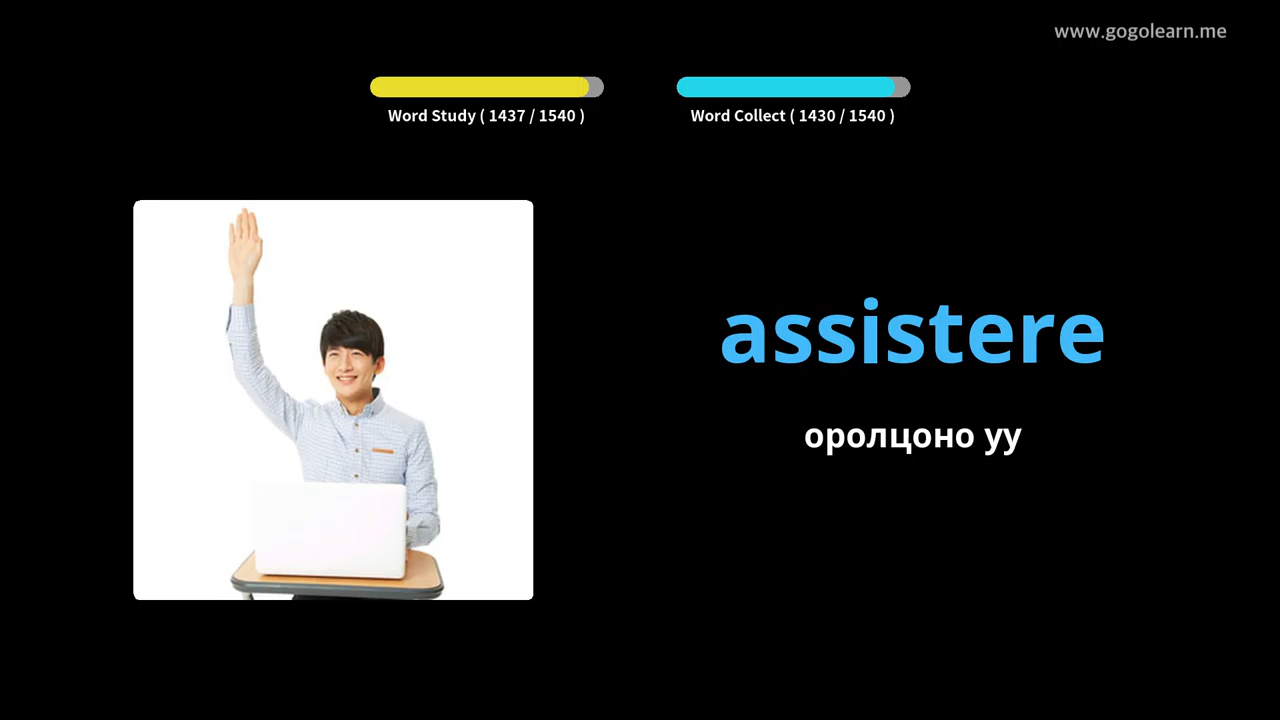 www.gogolearn.me
Word Study ( 1437 / 1540 )
Word Collect ( 1430 / 1540 )
assistere
оролцоно уу